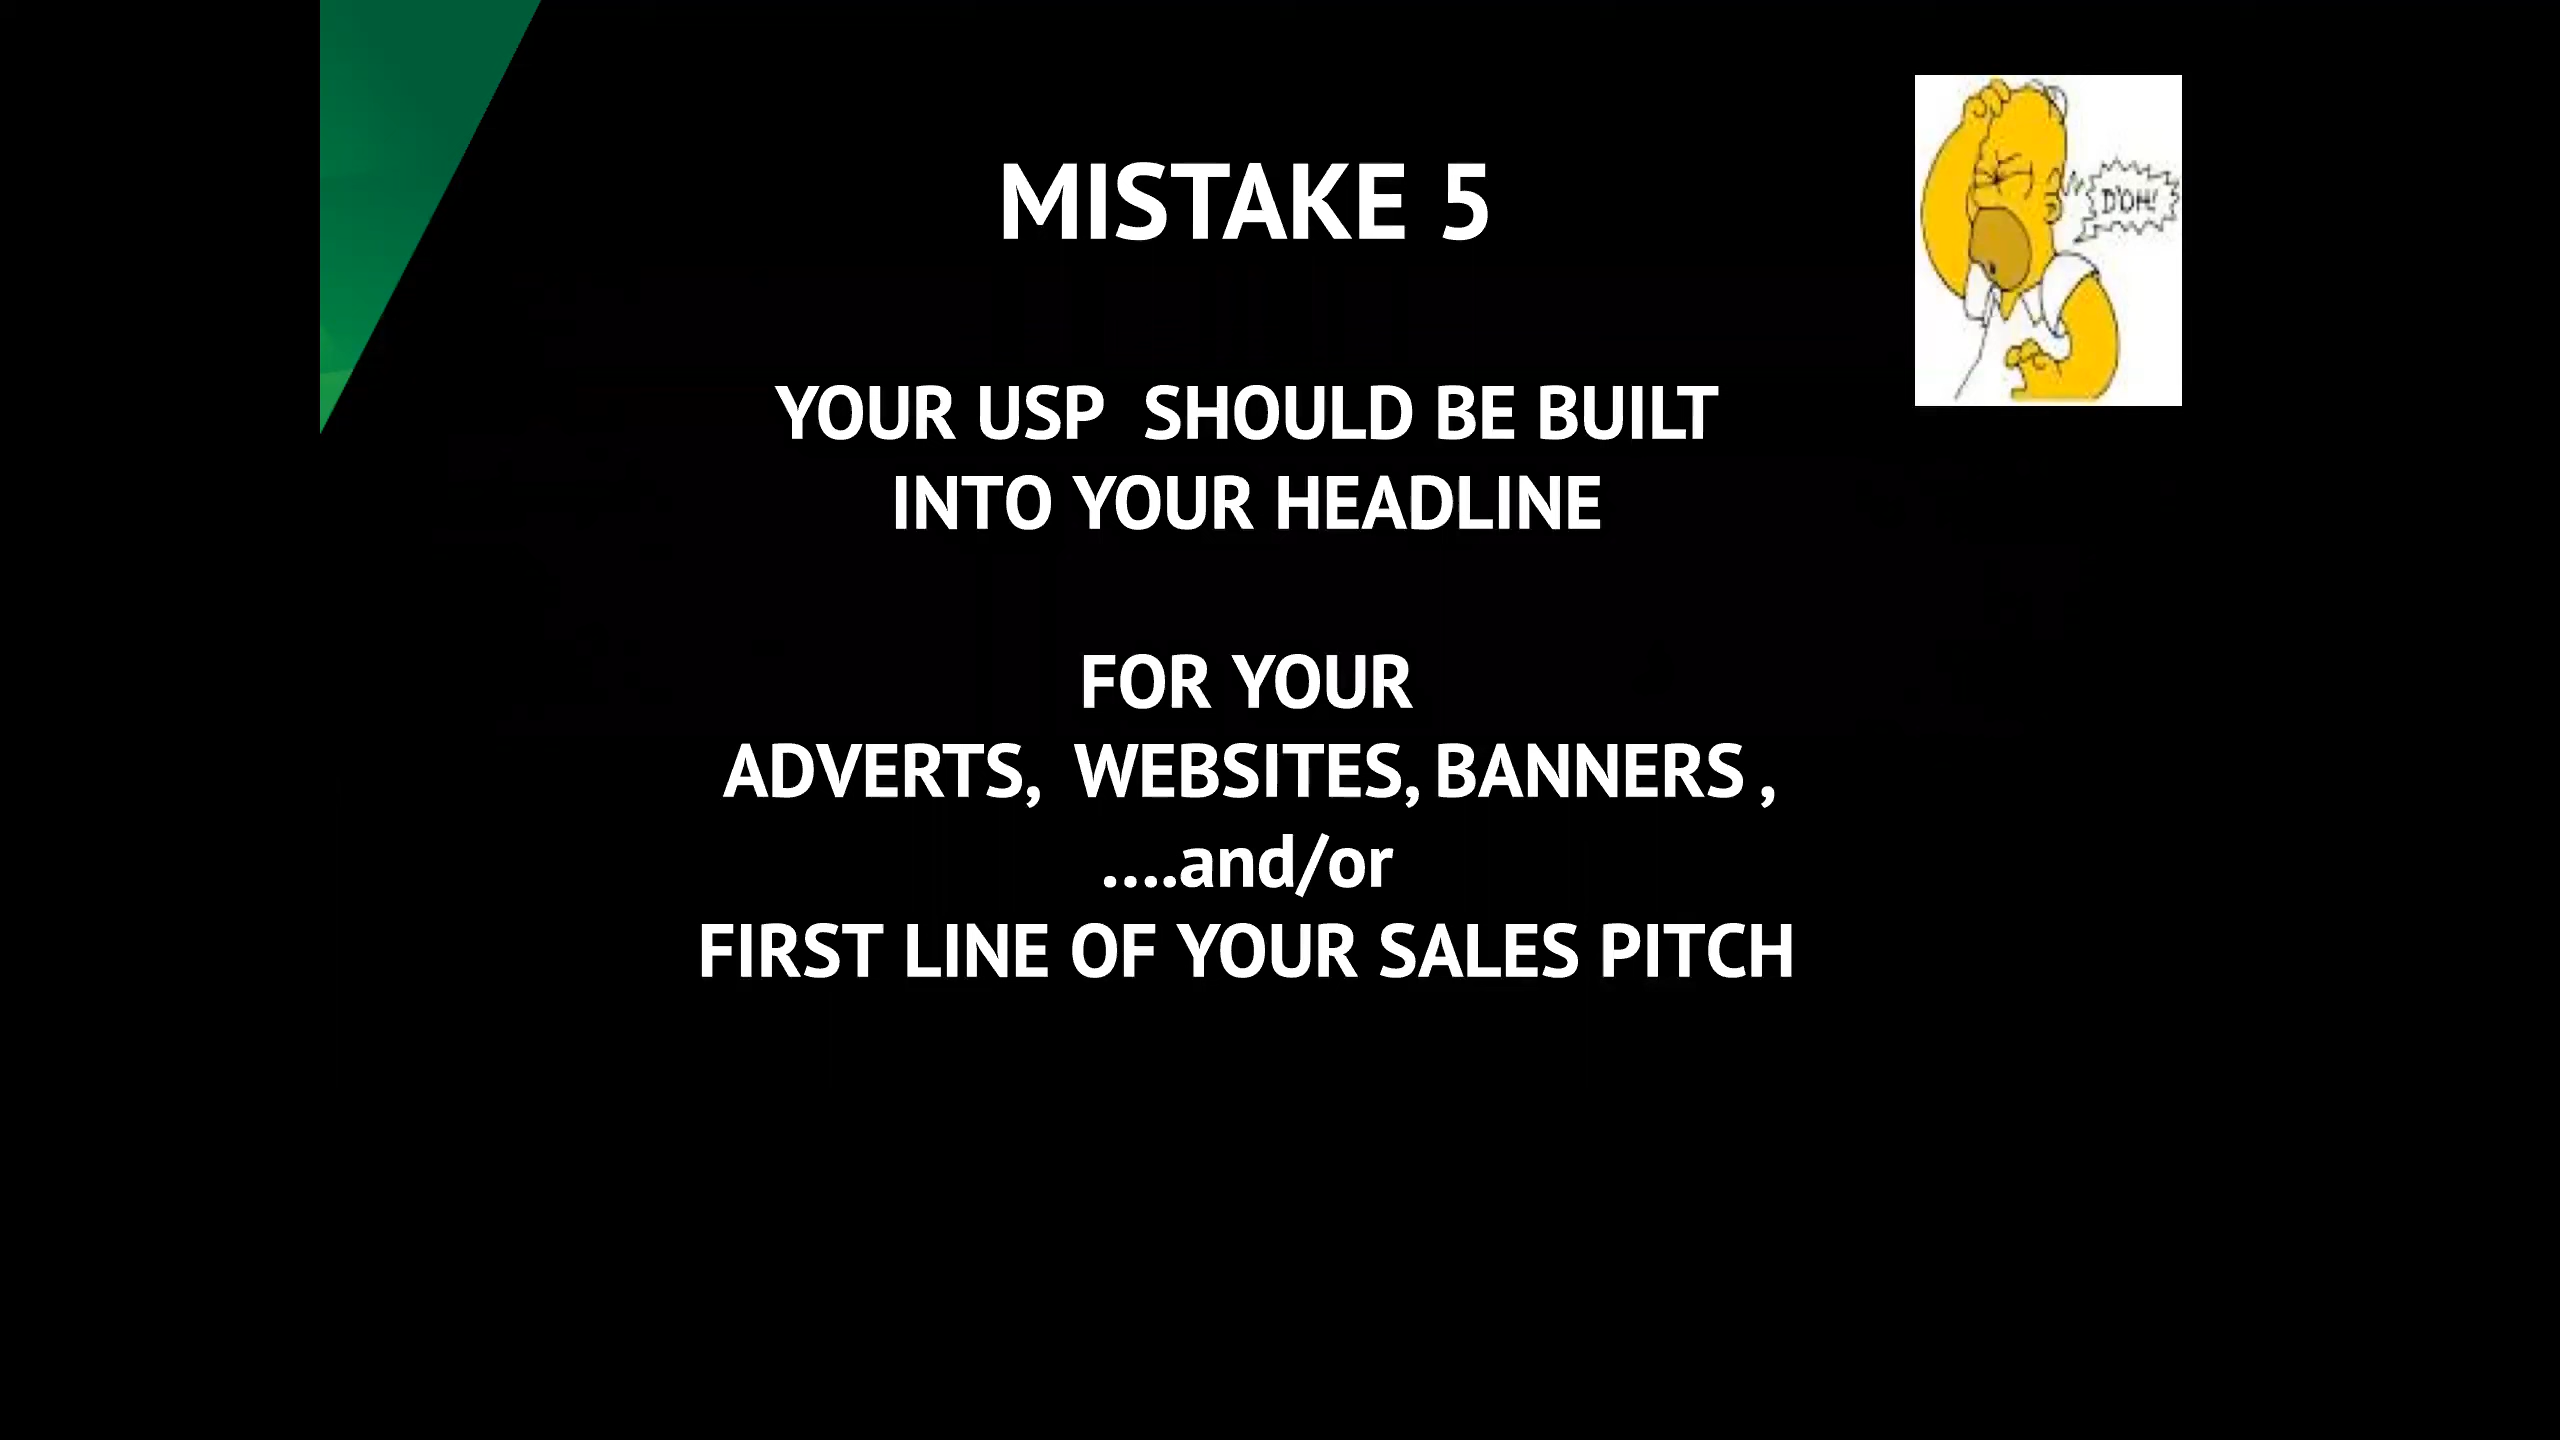 MISTAKE 5
D'OH!
YOUR USP  SHOULD BE BUILT
INTO YOUR HEADLINE
FOR YOUR
ADVERTS,  WEBSITES, BANNERS ,
....and/or
FIRST LINE OF YOUR SALES PITCH